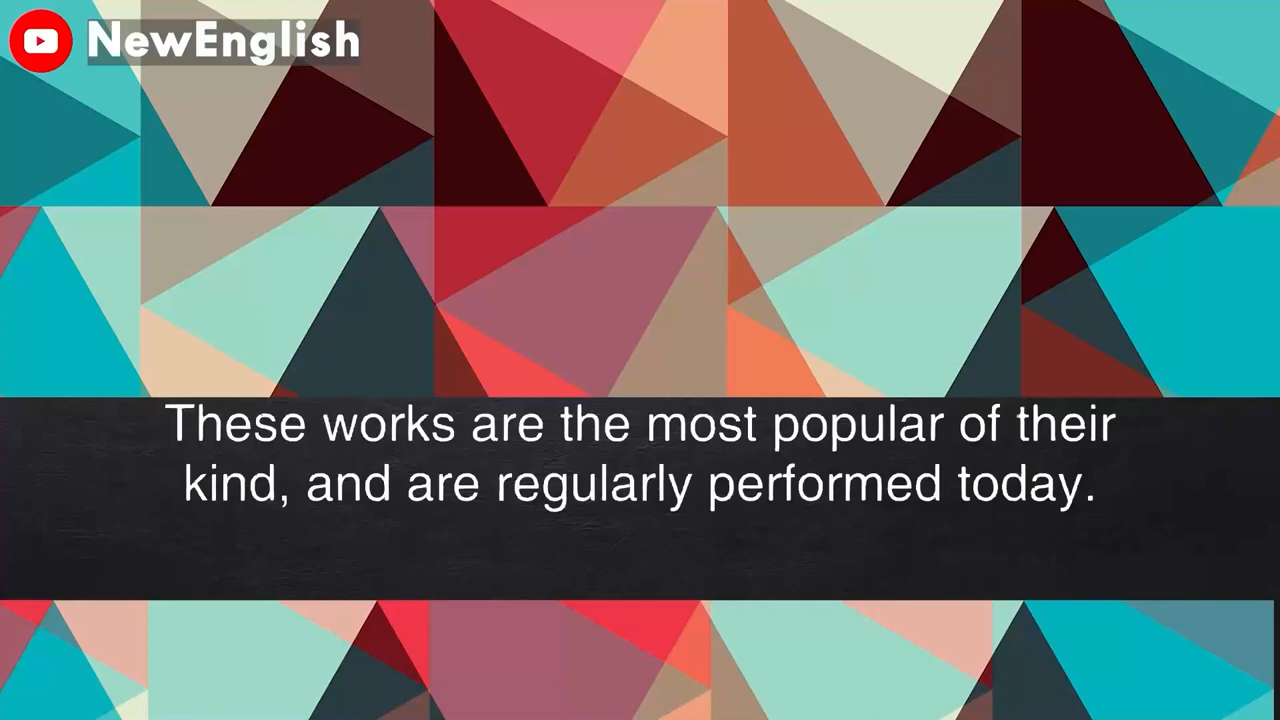 NewEnglish
These works are the most popular of their
kind, and are regularly performed today.